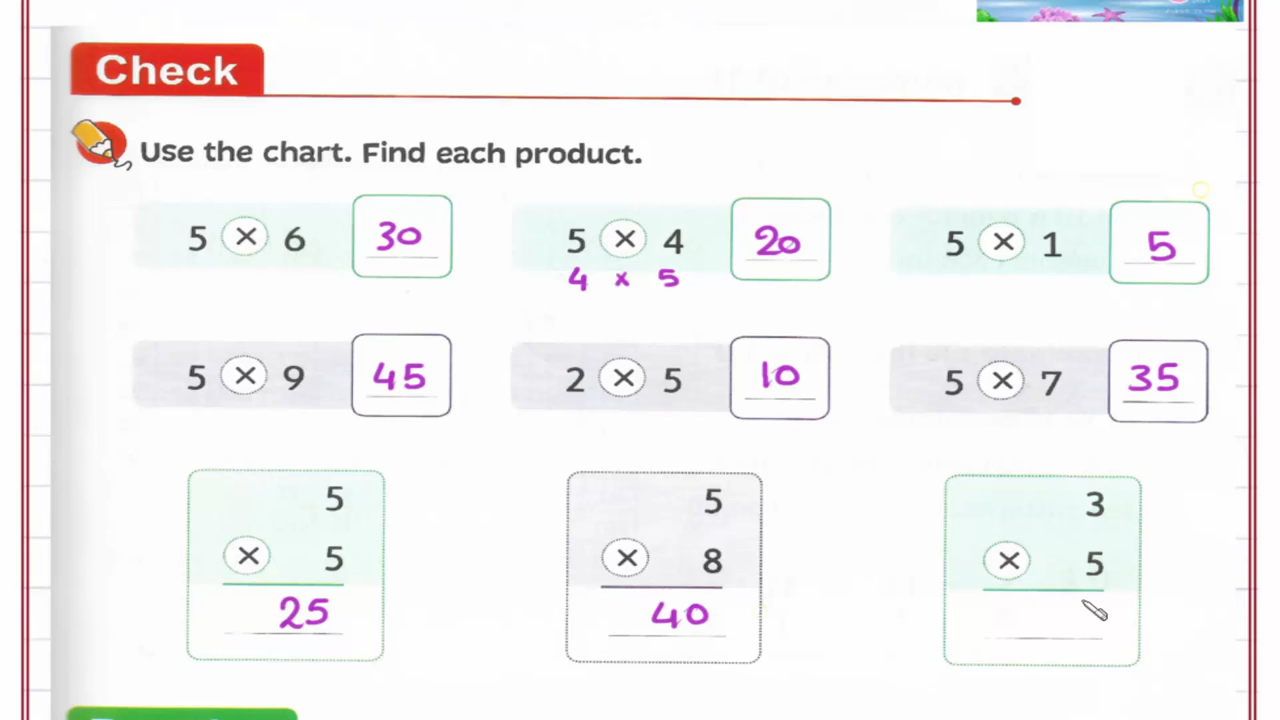 Check
Use the chart. Find each product.
5 × 6 30
5 × 4 20
5 × 1 5
4 × 5
5 × 9 45
2 × 5 10
5 × 7 35
5
× 5
25
5
× 8
40
3
× 5